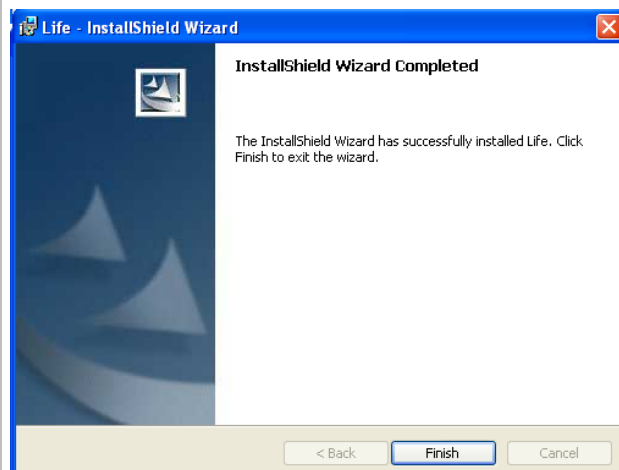 Life - InstallShield Wizard
InstallShield Wizard Completed
The InstallShield Wizard has successfully installed Life. Click
Finish to exit the wizard.
< Back Finish Cancel